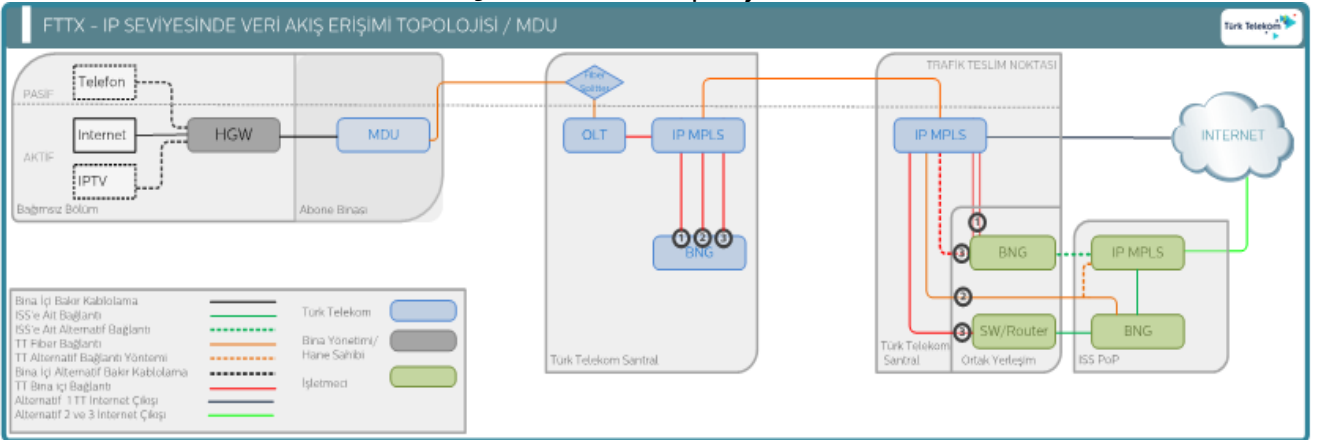 FTTX - IP SEVİYESİNDE VERİ AKIŞ ERİŞİMİ TOPOLOJİSİ / MDU
Türk Telekom
PASİF
AKTİF
Telefon
Internet
IPTV
HGW
Bağımsız Bölüm
MDU
Abone Binası
Fiber
Splitter
OLT
IP MPLS
1
2
3
BNG
Türk Telekom Santral
TRAFİK TESLİM NOKTASI
IP MPLS
1
3
BNG
2
3
SW/Router
Türk Telekom
Santral
Ortak Yerleşim
IP MPLS
BNG
ISS PoP
INTERNET
Bina İçi Bakır Kablolama
ISS'e Ait Bağlantı
ISS'e Ait Alternatif Bağlantı
TT Fiber Bağlantı
TT Alternatif Bağlantı Yöntemi
Bina İçi Alternatif Bakır Kablolama
TT Bina içi Bağlantı
Alternatif 1 TT Internet Çıkışı
Alternatif 2 ve 3 Internet Çıkışı
Türk Telekom
Bina Yönetimi/
Hane Sahibi
İşletmeci